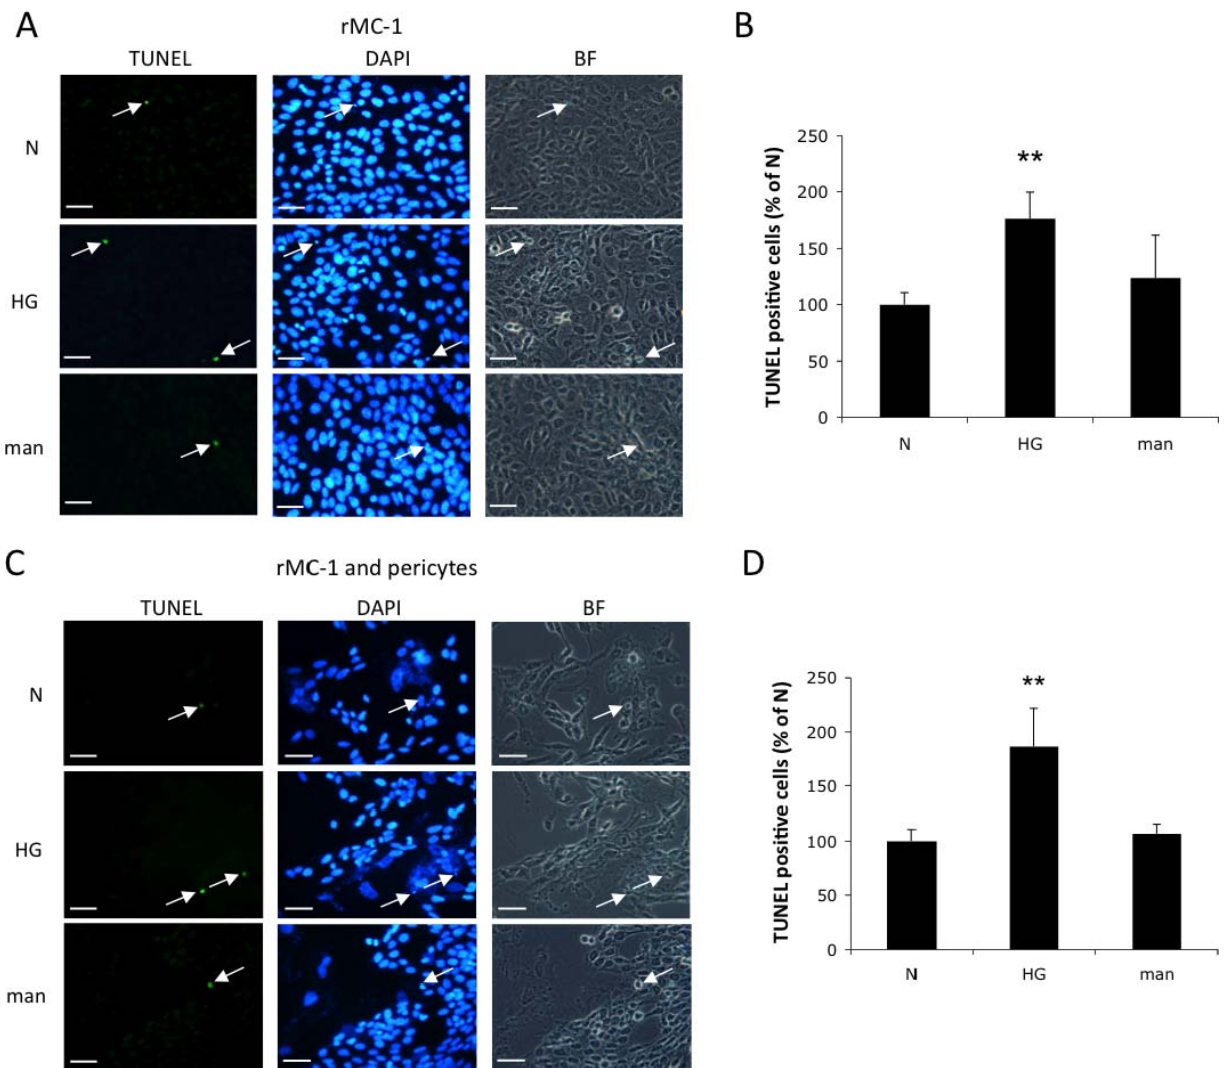 A
rMC-1
TUNEL DAPI BF
N
HG
man
B
TUNEL positive cells (% of N)
250
200
150
100
50
0
**
N HG man
C
rMC-1 and pericytes
TUNEL DAPI BF
N
HG
man
D
TUNEL positive cells (% of N)
250
200
150
100
50
0
**
N HG man